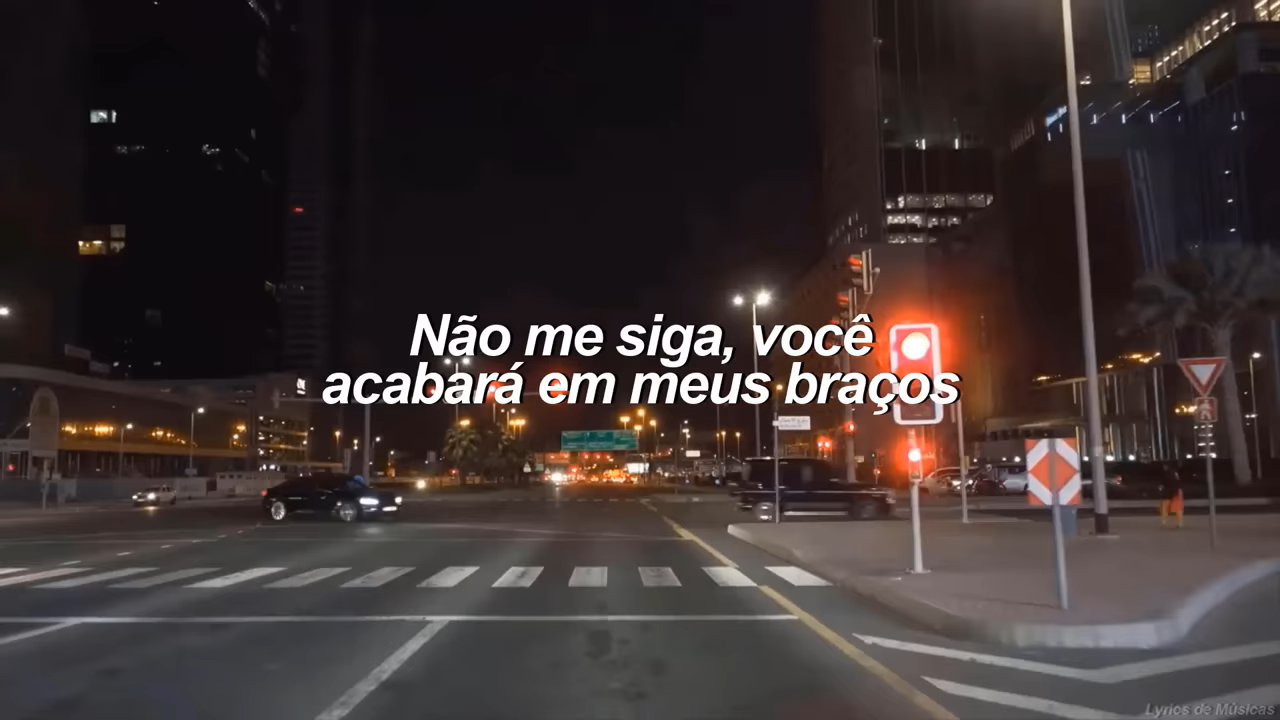 Não me siga, você
acabará em meus braços
Lyrics de Músicas